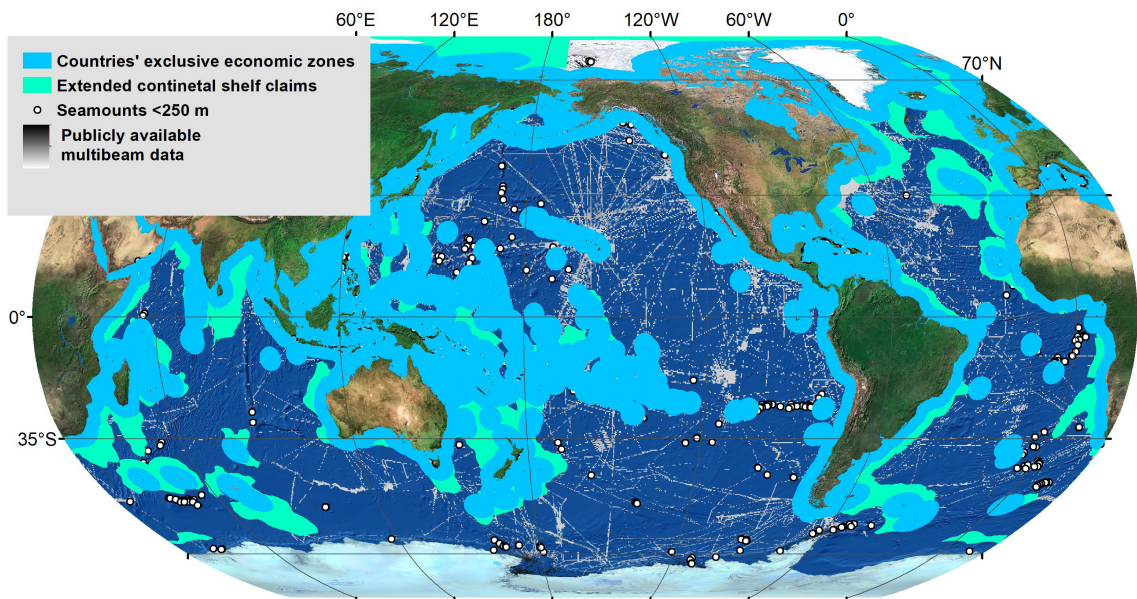 60°E 120°E 180° 120°W 60°W 0°
Countries' exclusive economic zones
Extended continetal shelf claims
Seamounts <250 m
Publicly available
multibeam data
70°N
0°
35°S